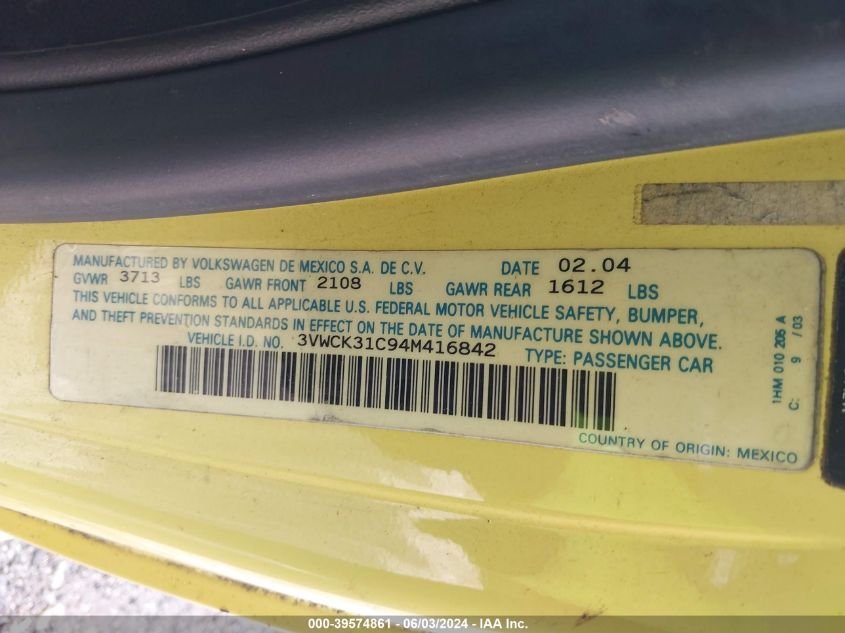 MANUFACTURED BY VOLKSWAGEN DE MEXICO S.A. DE C.V. DATE 02.04
GVWR 3713 LBS GAWR FRONT 2108 LBS GAWR REAR 1612 LBS
THIS VEHICLE CONFORMS TO ALL APPLICABLE U.S. FEDERAL MOTOR VEHICLE SAFETY, BUMPER,
AND THEFT PREVENTION STANDARDS IN EFFECT ON THE DATE OF MANUFACTURE SHOWN ABOVE.
VEHICLE I.D. NO. 3VWCK31C94M416842 TYPE: PASSENGER CAR
COUNTRY OF ORIGIN: MEXICO
1HM 010 205 A
C: 9 / 03
000-39574861 - 06/03/2024 - IAA Inc.